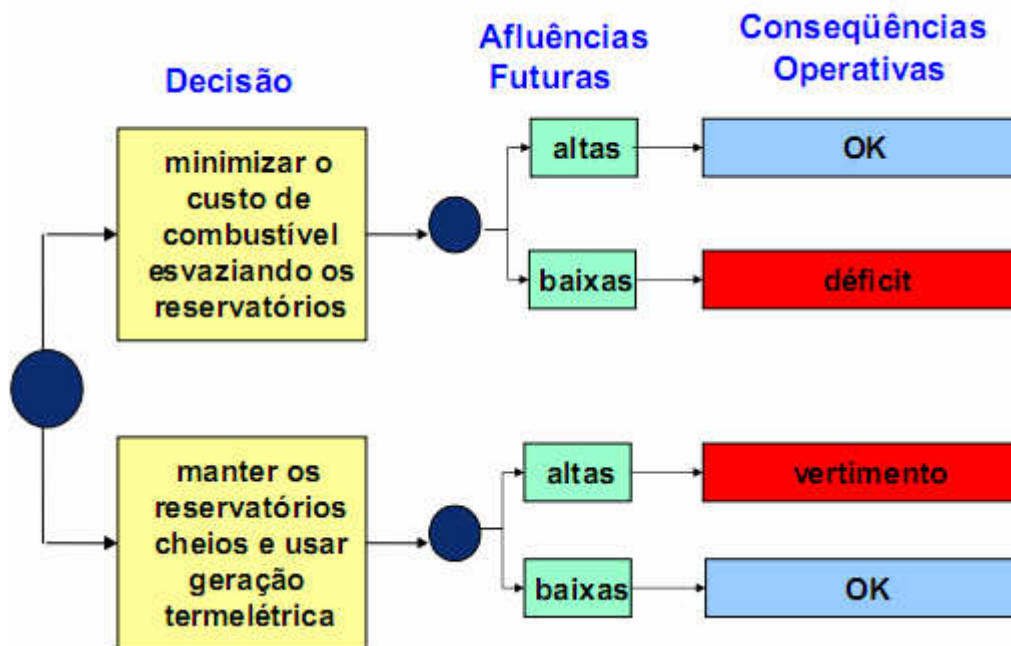 Decisão
Afluências
Futuras
Conseqüências
Operativas
minimizar o
custo de
combustível
esvaziando os
reservatórios
altas
OK
baixas
déficit
manter os
reservatórios
cheios e usar
geração
termelétrica
altas
vertimento
baixas
OK